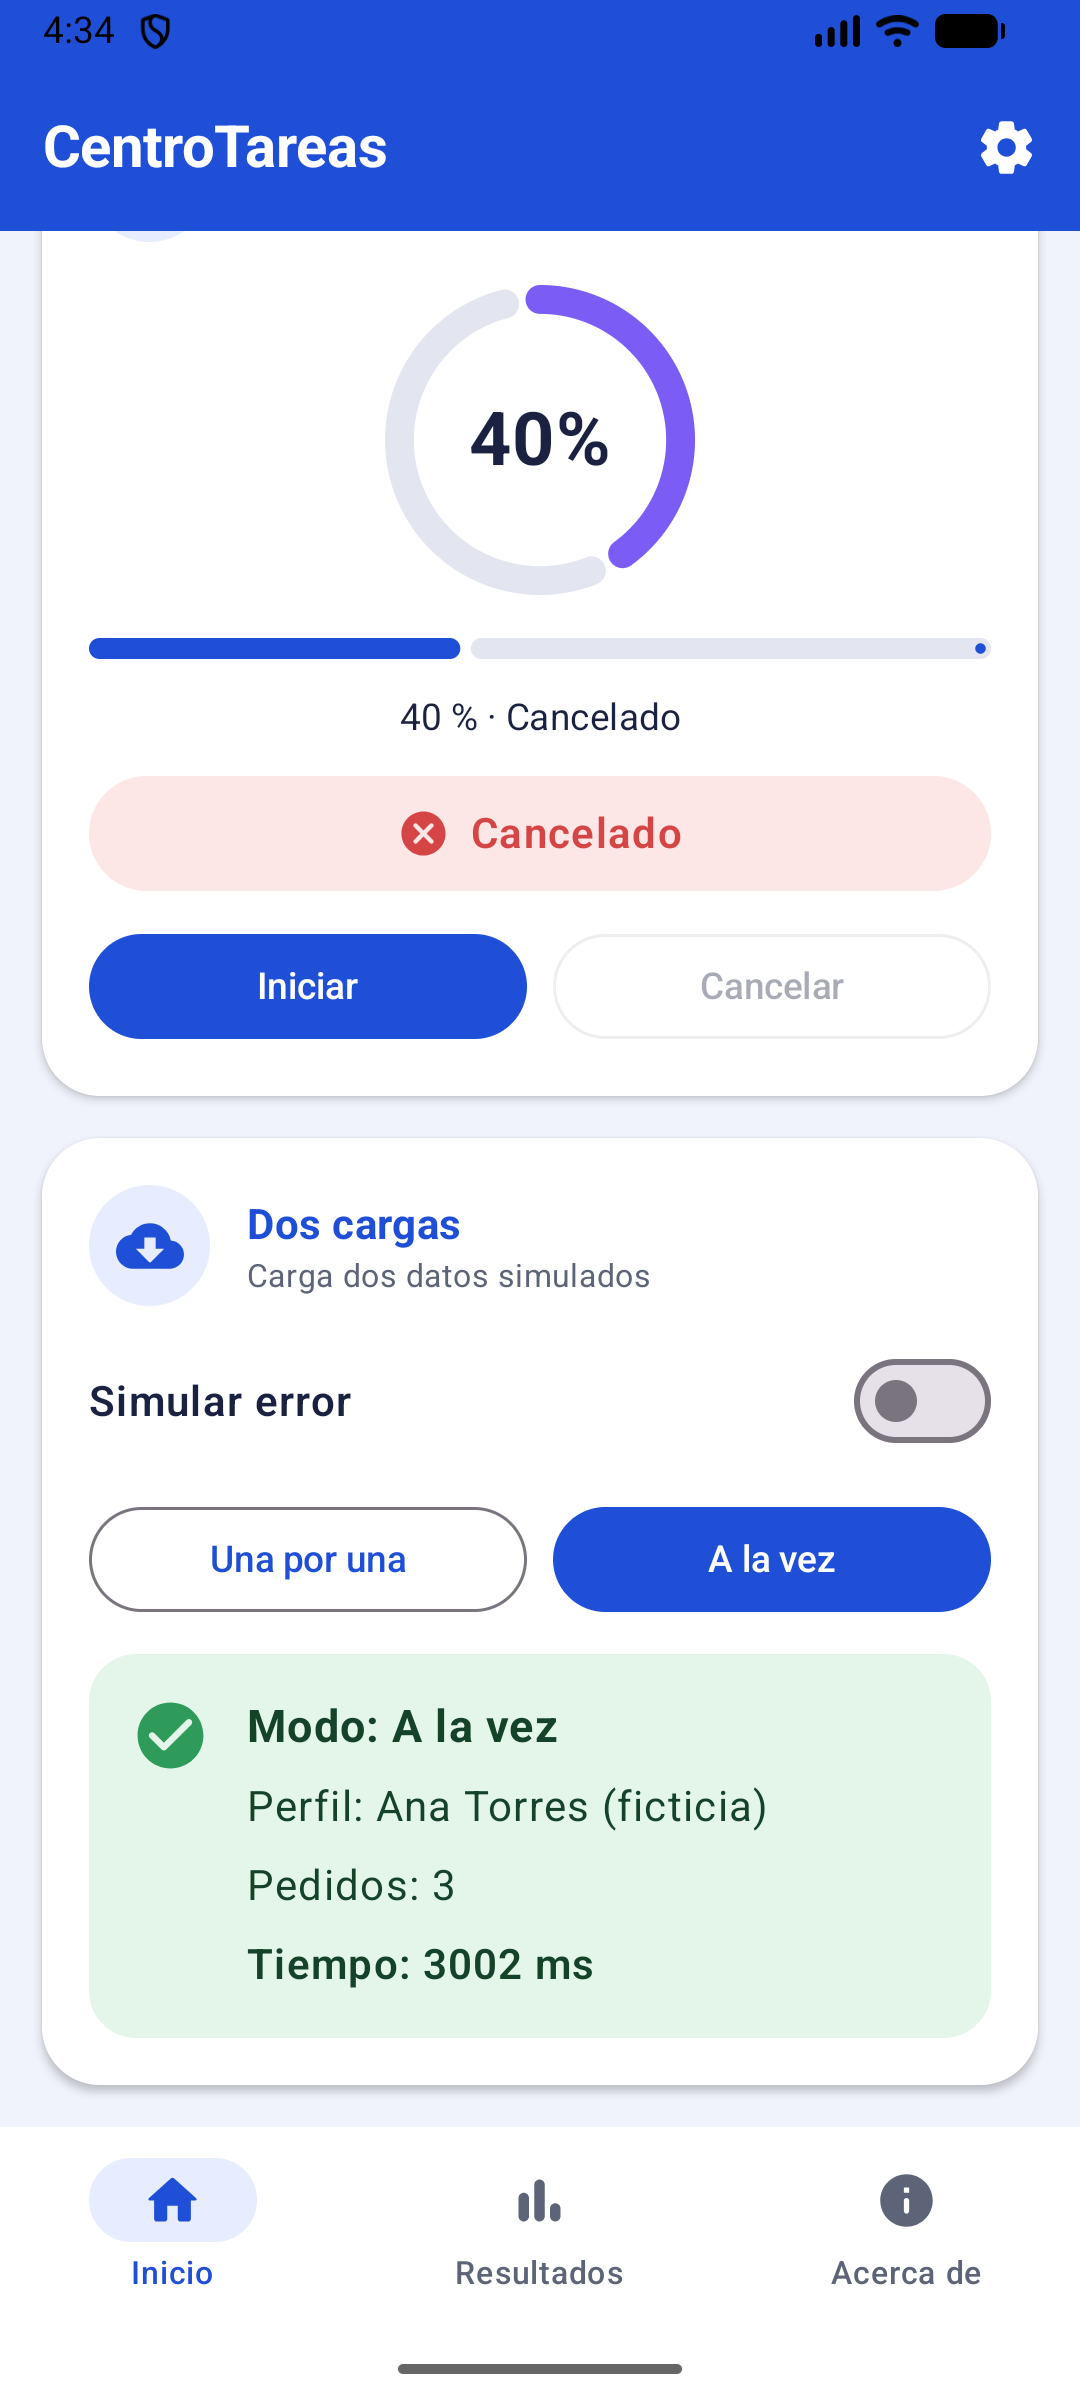 4:34
CentroTareas
40%
40 % · Cancelado
Cancelado
Iniciar
Cancelar
Dos cargas
Carga dos datos simulados
Simular error
Una por una
A la vez
Modo: A la vez
Perfil: Ana Torres (ficticia)
Pedidos: 3
Tiempo: 3002 ms
Inicio
Resultados
Acerca de